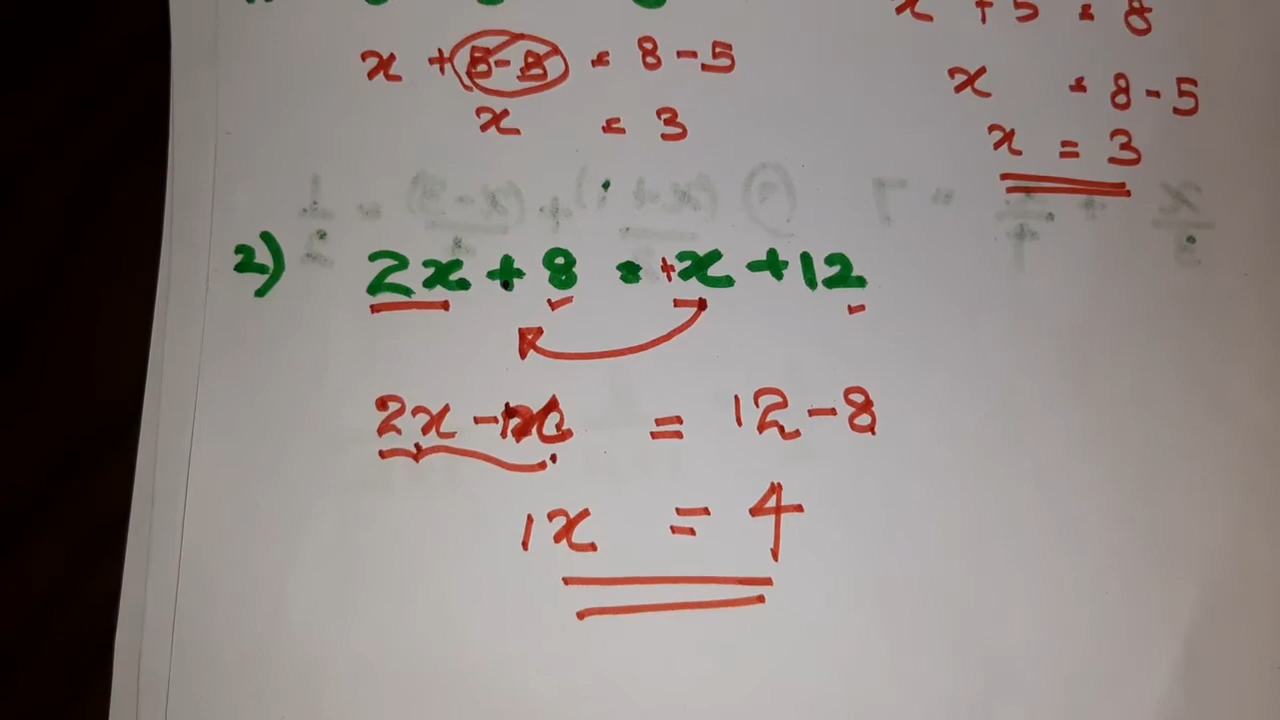 x + 5 = 8
x + 5 - 5 = 8 - 5
x = 8 - 5
x = 3
x = 3
2) 2x + 8 = +x + 12
2x - 1x = 12 - 8
1x = 4